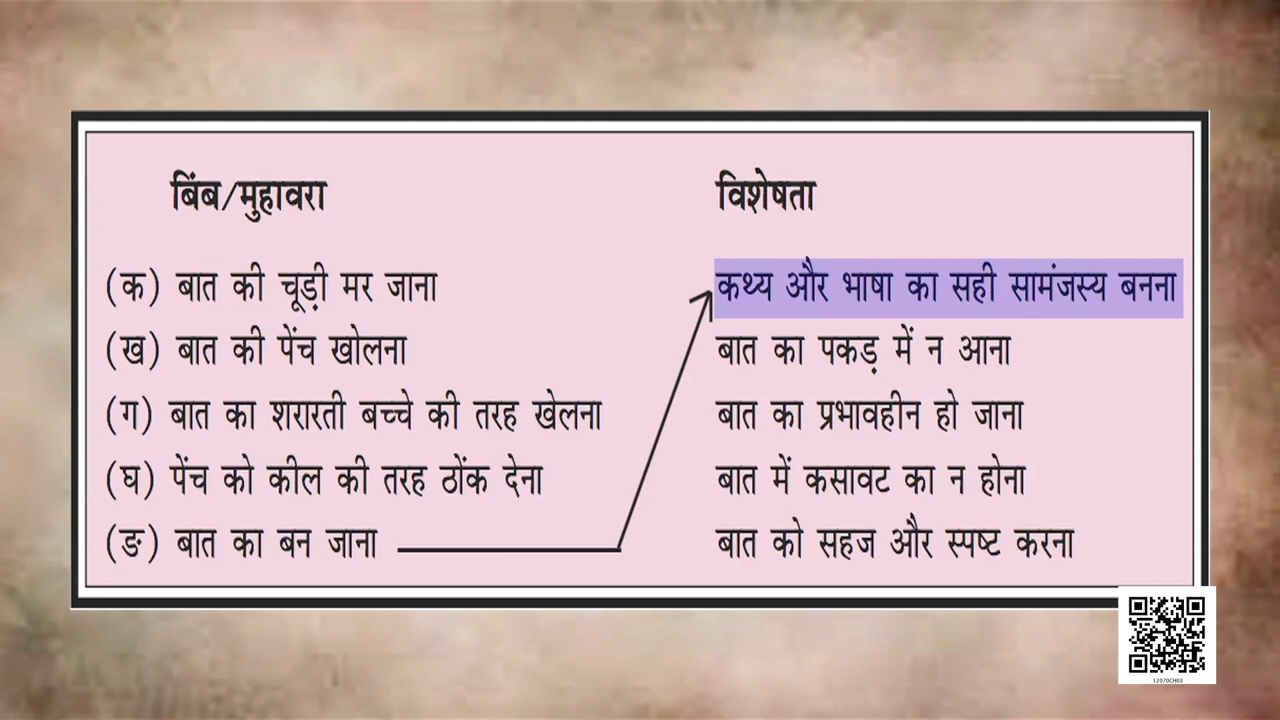 बिंब/मुहावरा विशेषता
(क) बात की चूड़ी मर जाना कथ्य और भाषा का सही सामंजस्य बनना
(ख) बात की पेंच खोलना बात का पकड़ में न आना
(ग) बात का शरारती बच्चे की तरह खेलना बात का प्रभावहीन हो जाना
(घ) पेंच को कील की तरह ठोंक देना बात में कसावट का न होना
(ङ) बात का बन जाना बात को सहज और स्पष्ट करना
12070CH03